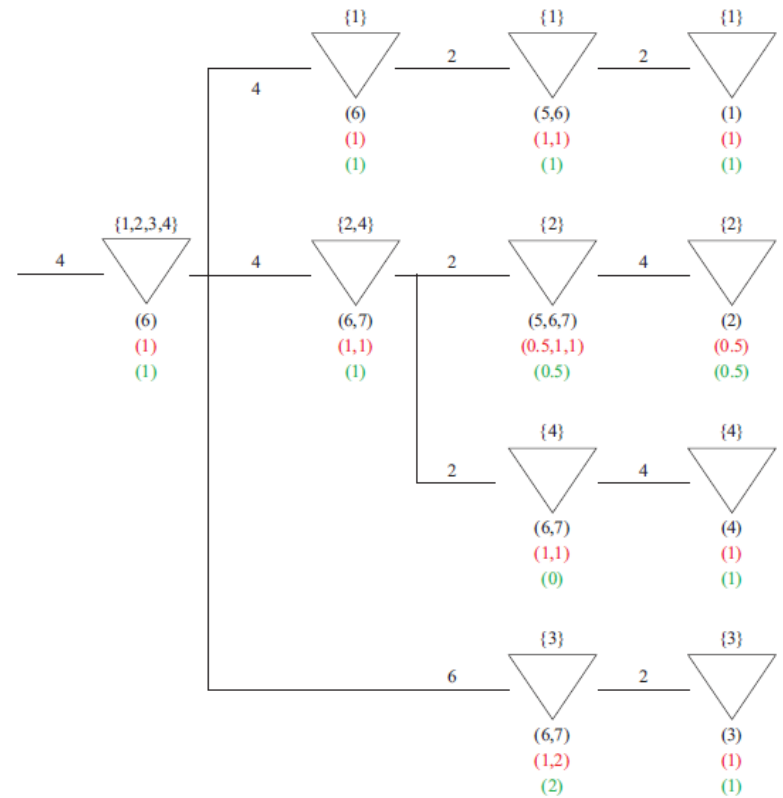 {1} {1} {1}
2 2
4
(6) (5,6) (1)
(1) (1,1) (1)
(1) (1) (1)
{1,2,3,4} {2,4} {2} {2}
4 4 2 4
(6) (6,7) (5,6,7) (2)
(1) (1,1) (0.5,1,1) (0.5)
(1) (1) (0.5) (0.5)
{4} {4}
2 4
(6,7) (4)
(1,1) (1)
(0) (1)
{3} {3}
6 2
(6,7) (3)
(1,2) (1)
(2) (1)